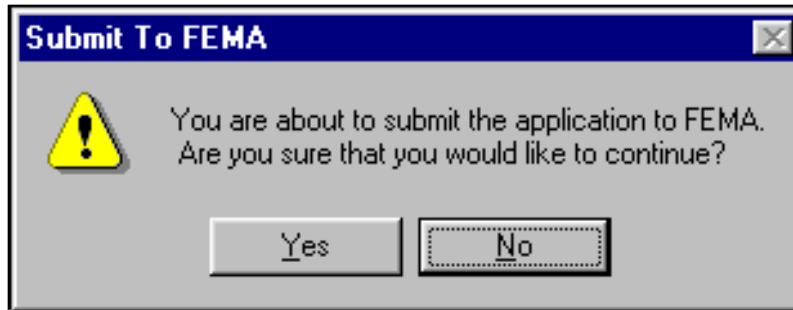 Submit To FEMA
You are about to submit the application to FEMA.
Are you sure that you would like to continue?
Yes No